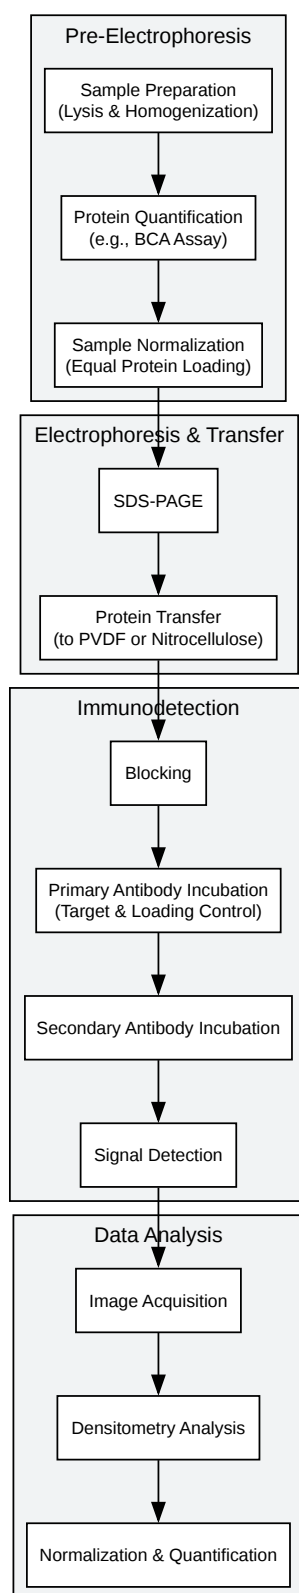 Pre-Electrophoresis
Sample Preparation
(Lysis & Homogenization)
Protein Quantification
(e.g., BCA Assay)
Sample Normalization
(Equal Protein Loading)
Electrophoresis & Transfer
SDS-PAGE
Protein Transfer
(to PVDF or Nitrocellulose)
Immunodetection
Blocking
Primary Antibody Incubation
(Target & Loading Control)
Secondary Antibody Incubation
Signal Detection
Data Analysis
Image Acquisition
Densitometry Analysis
Normalization & Quantification